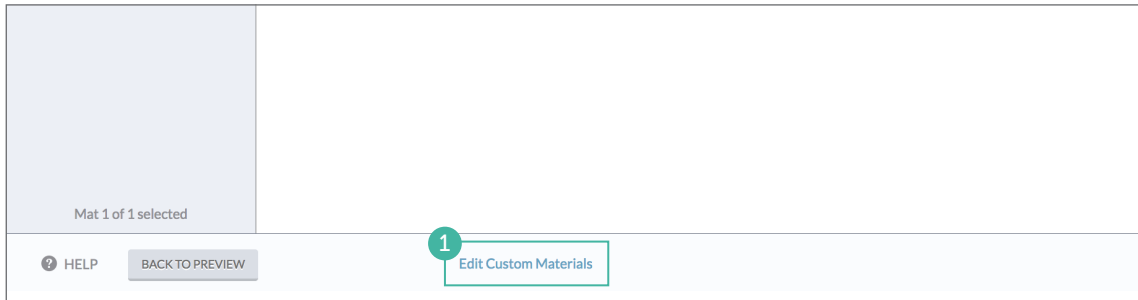 Mat 1 of 1 selected
1
? HELP BACK TO PREVIEW Edit Custom Materials